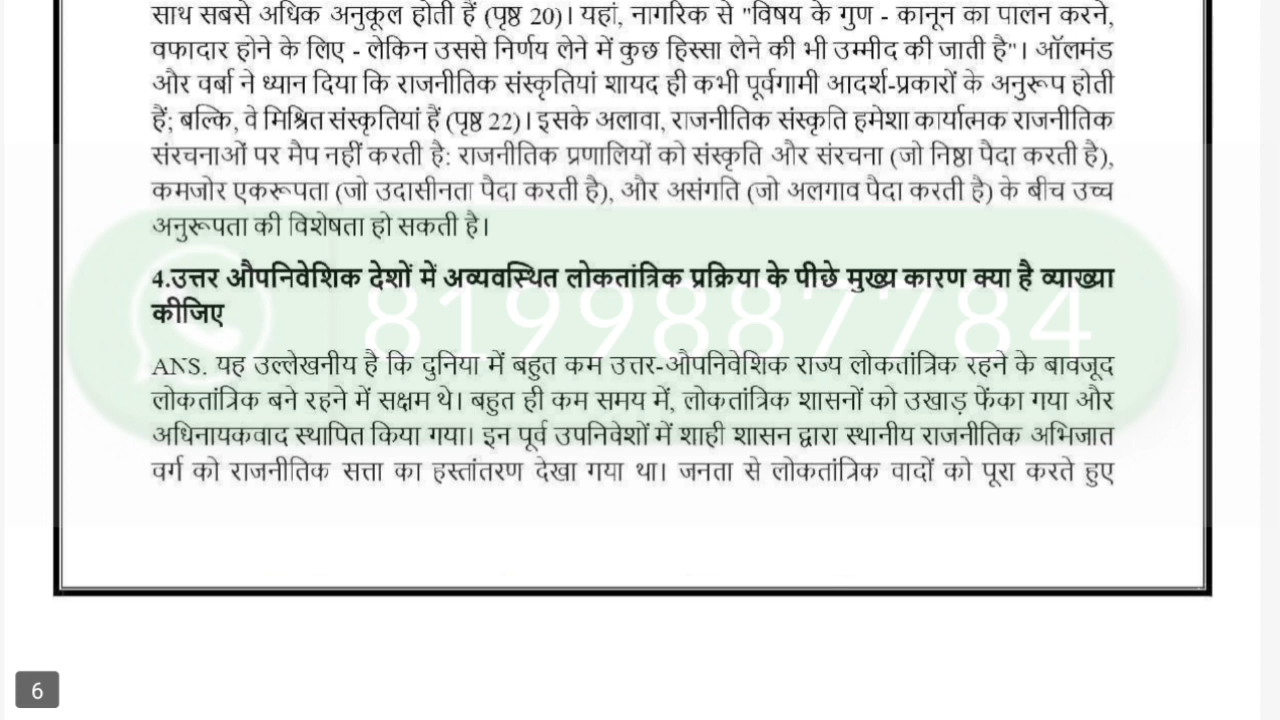 साथ सबसे अधिक अनुकूल होती हैं (पृष्ठ 20)। यहां, नागरिक से "विषय के गुण - कानून का पालन करने,
वफादार होने के लिए - लेकिन उससे निर्णय लेने में कुछ हिस्सा लेने की भी उम्मीद की जाती है"। ऑलमंड
और वर्बा ने ध्यान दिया कि राजनीतिक संस्कृतियां शायद ही कभी पूर्वगामी आदर्श-प्रकारों के अनुरूप होती
हैं; बल्कि, वे मिश्रित संस्कृतियां हैं (पृष्ठ 22)। इसके अलावा, राजनीतिक संस्कृति हमेशा कार्यात्मक राजनीतिक
संरचनाओं पर मैप नहीं करती है: राजनीतिक प्रणालियों को संस्कृति और संरचना (जो निष्ठा पैदा करती है),
कमजोर एकरूपता (जो उदासीनता पैदा करती है), और असंगति (जो अलगाव पैदा करती है) के बीच उच्च
अनुरूपता की विशेषता हो सकती है।
4.उत्तर औपनिवेशिक देशों में अव्यवस्थित लोकतांत्रिक प्रक्रिया के पीछे मुख्य कारण क्या है व्याख्या
कीजिए
8199887784
ANS. यह उल्लेखनीय है कि दुनिया में बहुत कम उत्तर-औपनिवेशिक राज्य लोकतांत्रिक रहने के बावजूद
लोकतांत्रिक बने रहने में सक्षम थे। बहुत ही कम समय में, लोकतांत्रिक शासनों को उखाड़ फेंका गया और
अधिनायकवाद स्थापित किया गया। इन पूर्व उपनिवेशों में शाही शासन द्वारा स्थानीय राजनीतिक अभिजात
वर्ग को राजनीतिक सत्ता का हस्तांतरण देखा गया था। जनता से लोकतांत्रिक वादों को पूरा करते हुए
6